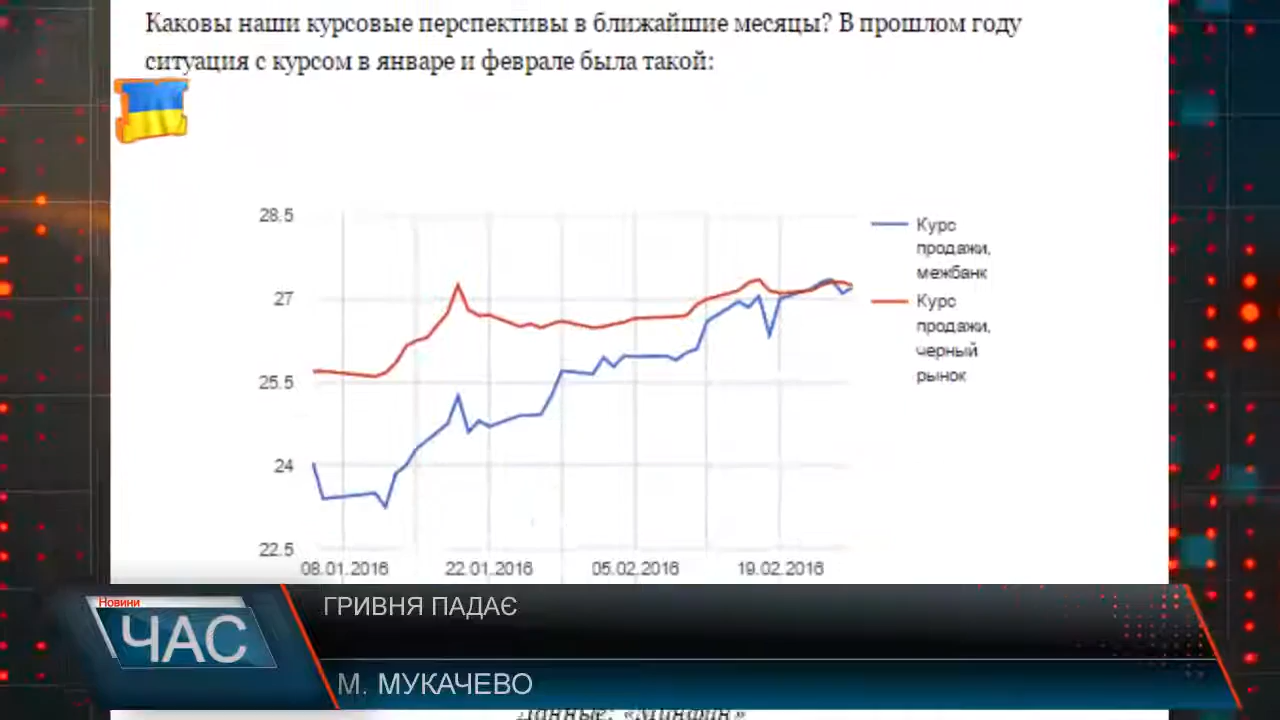 Каковы наши курсовые перспективы в ближайшие месяцы? В прошлом году
ситуация с курсом в январе и феврале была такой:
28.5
27
25.5
24
22.5
08.01.2016
22.01.2016
05.02.2016
19.02.2016
Курс
продажи,
межбанк
Курс
продажи,
черный
рынок
Новини
ЧАС
ГРИВНЯ ПАДАЄ
М. МУКАЧЕВО
Данные: «Минфин»